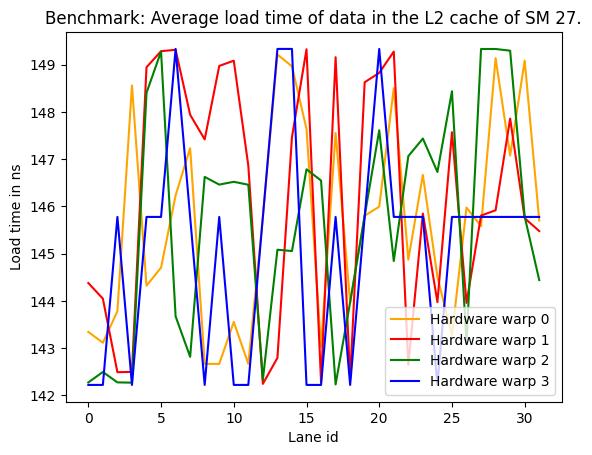 Benchmark: Average load time of data in the L2 cache of SM 27.
Load time in ns
149
148
147
146
145
144
143
142
Hardware warp 0
Hardware warp 1
Hardware warp 2
Hardware warp 3
0 5 10 15 20 25 30
Lane id